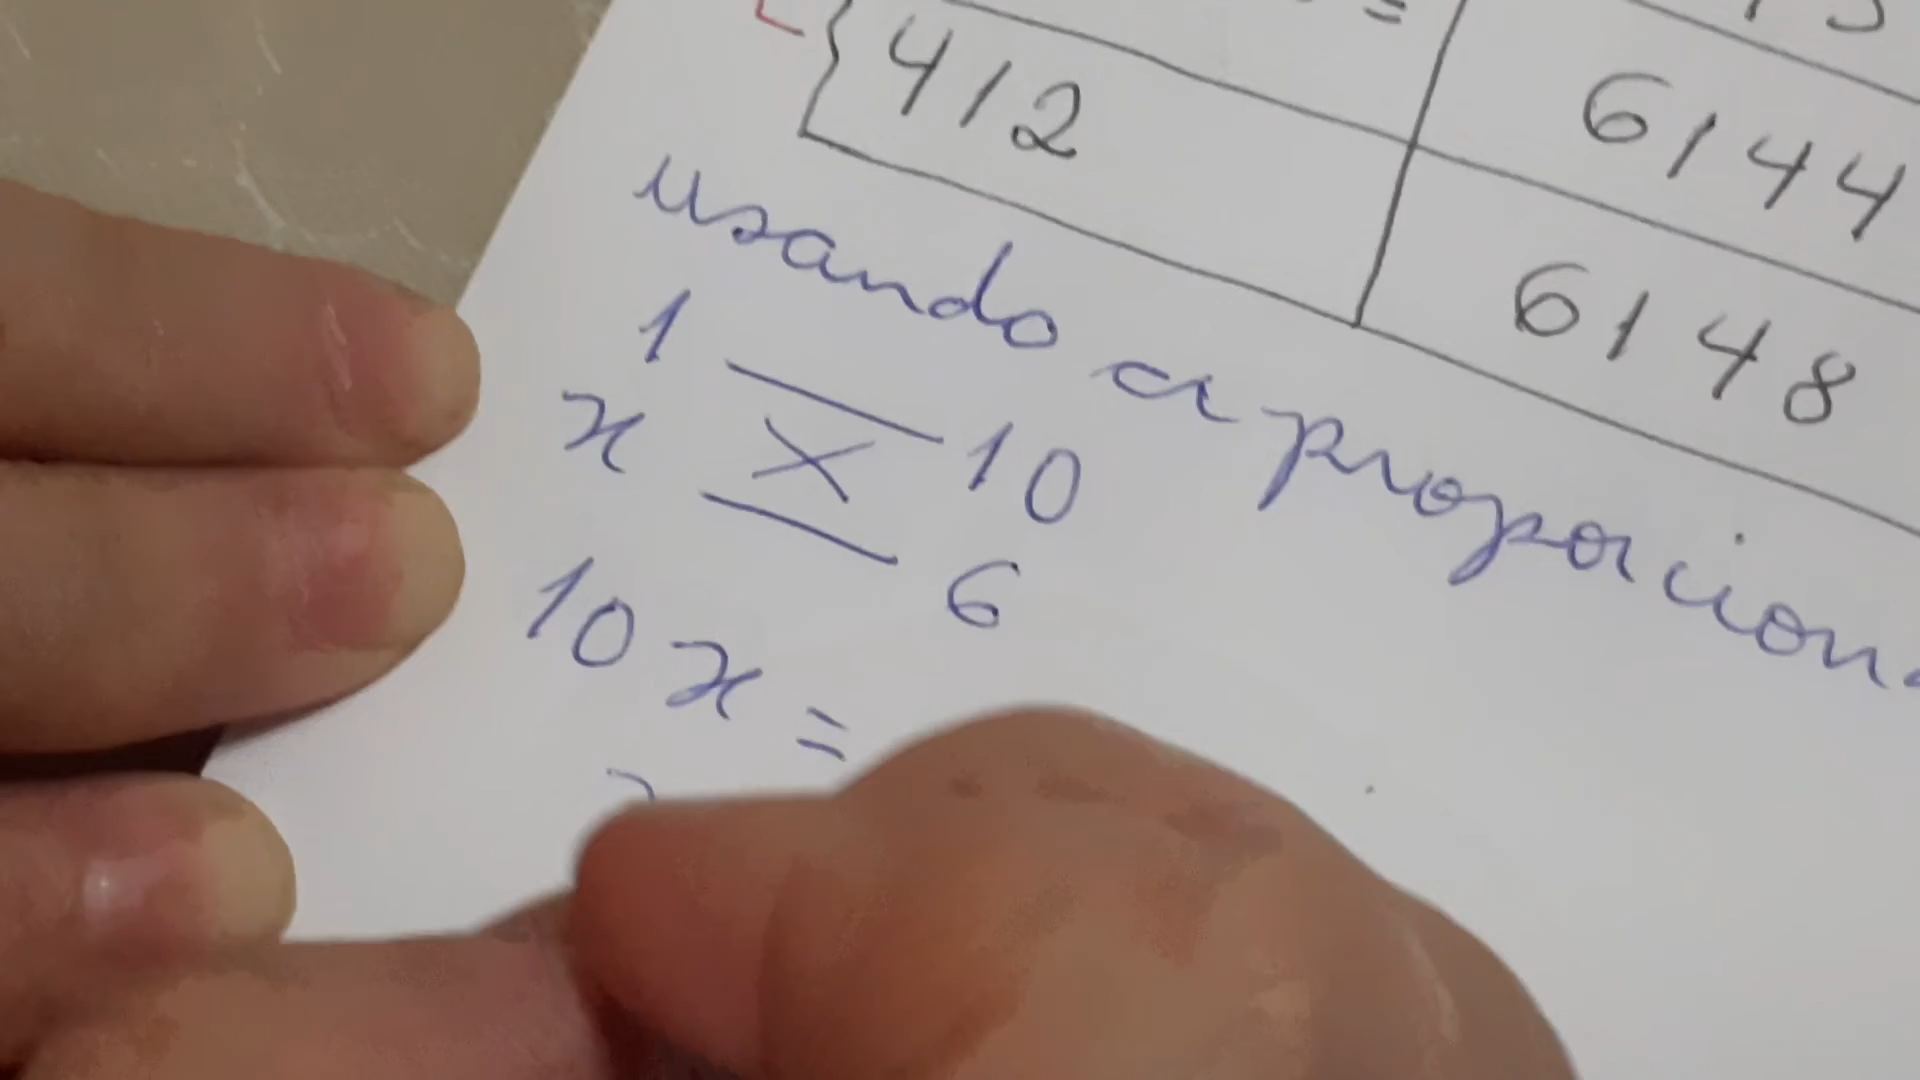 412
6144
6148
usando a proporcion
1 10
x 6
10x =